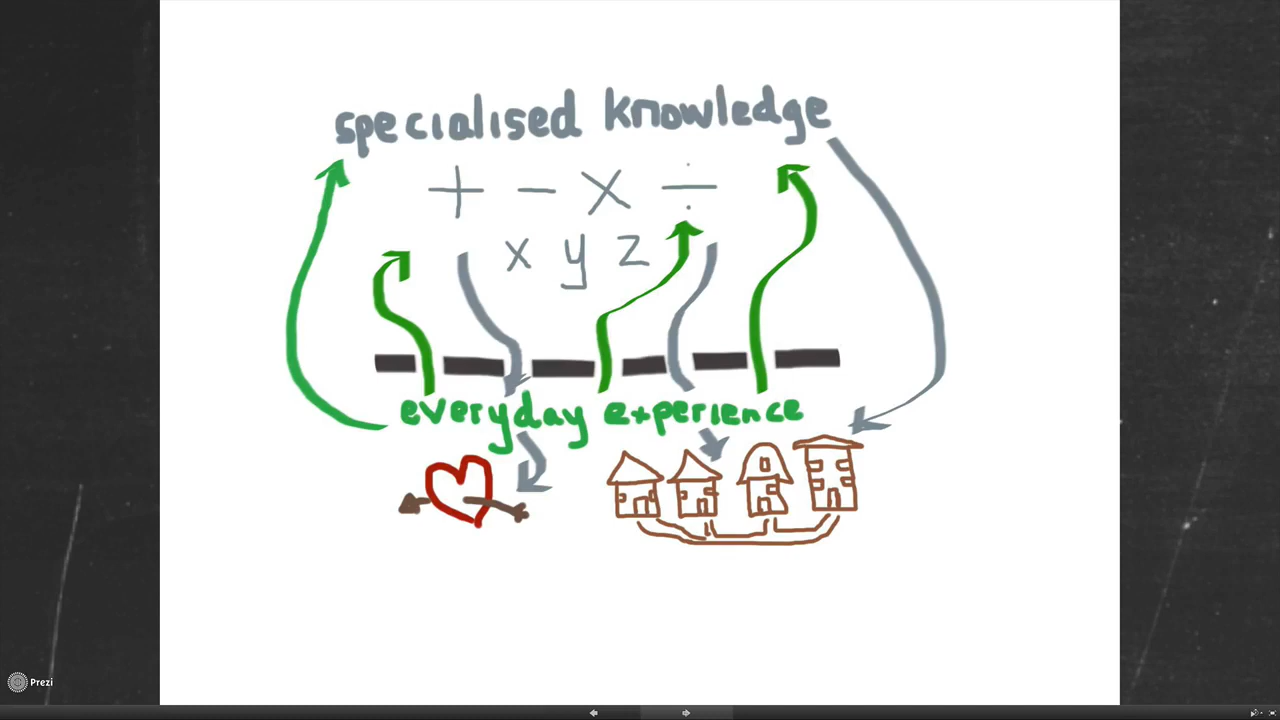 specialised knowledge
+ − x ÷
x y z
everyday experience
Prezi